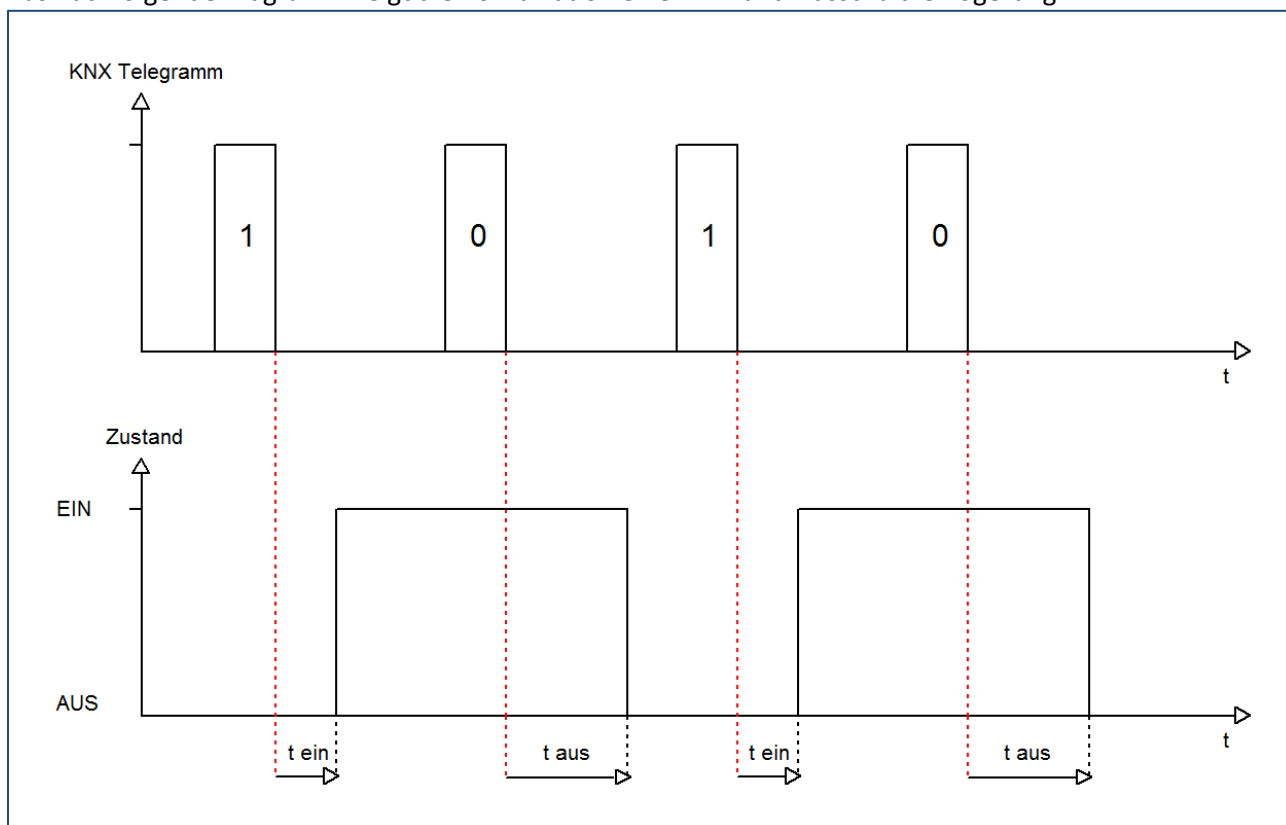 KNX Telegramm
1 0 1 0
t
Zustand
EIN
AUS
t
t ein t aus t ein t aus